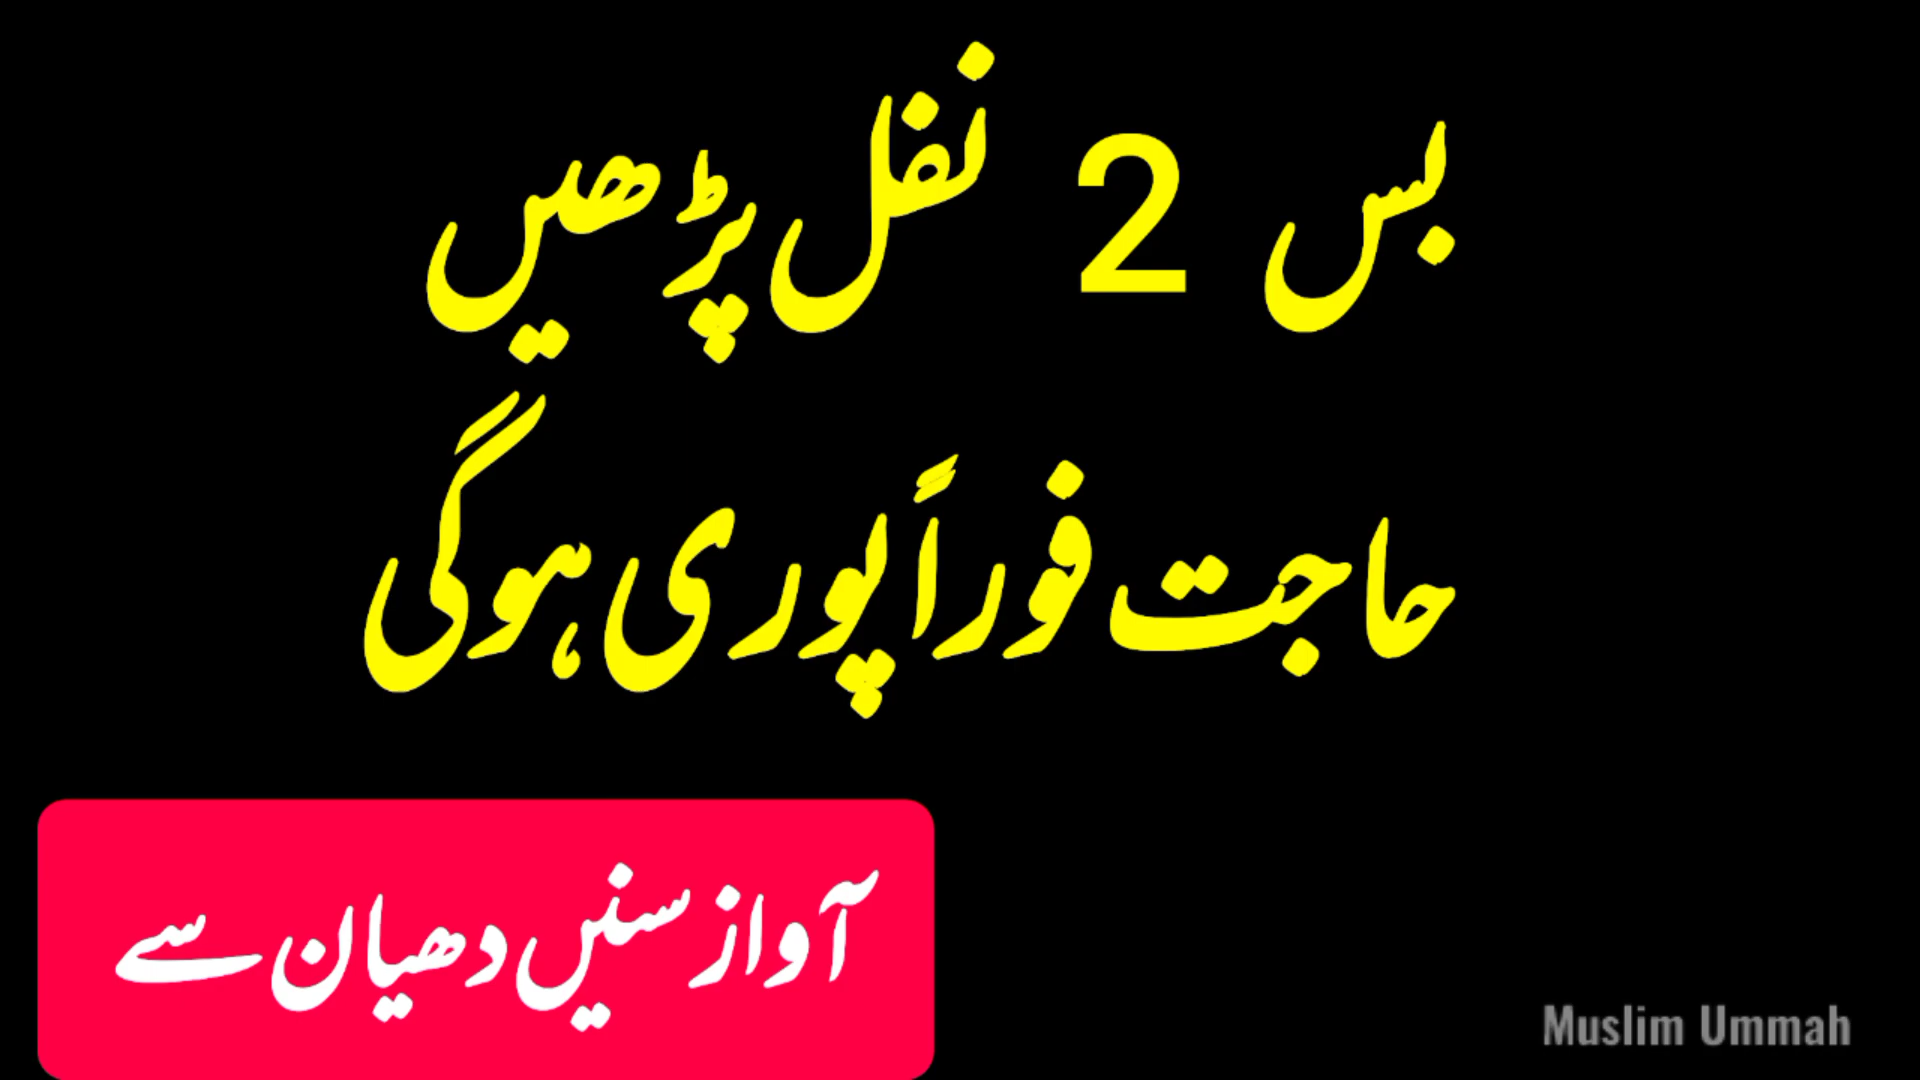 بس 2 نفل پڑھیں
حاجت فوراً پوری ہوگی
آواز سنیں دھیان سے
Muslim Ummah